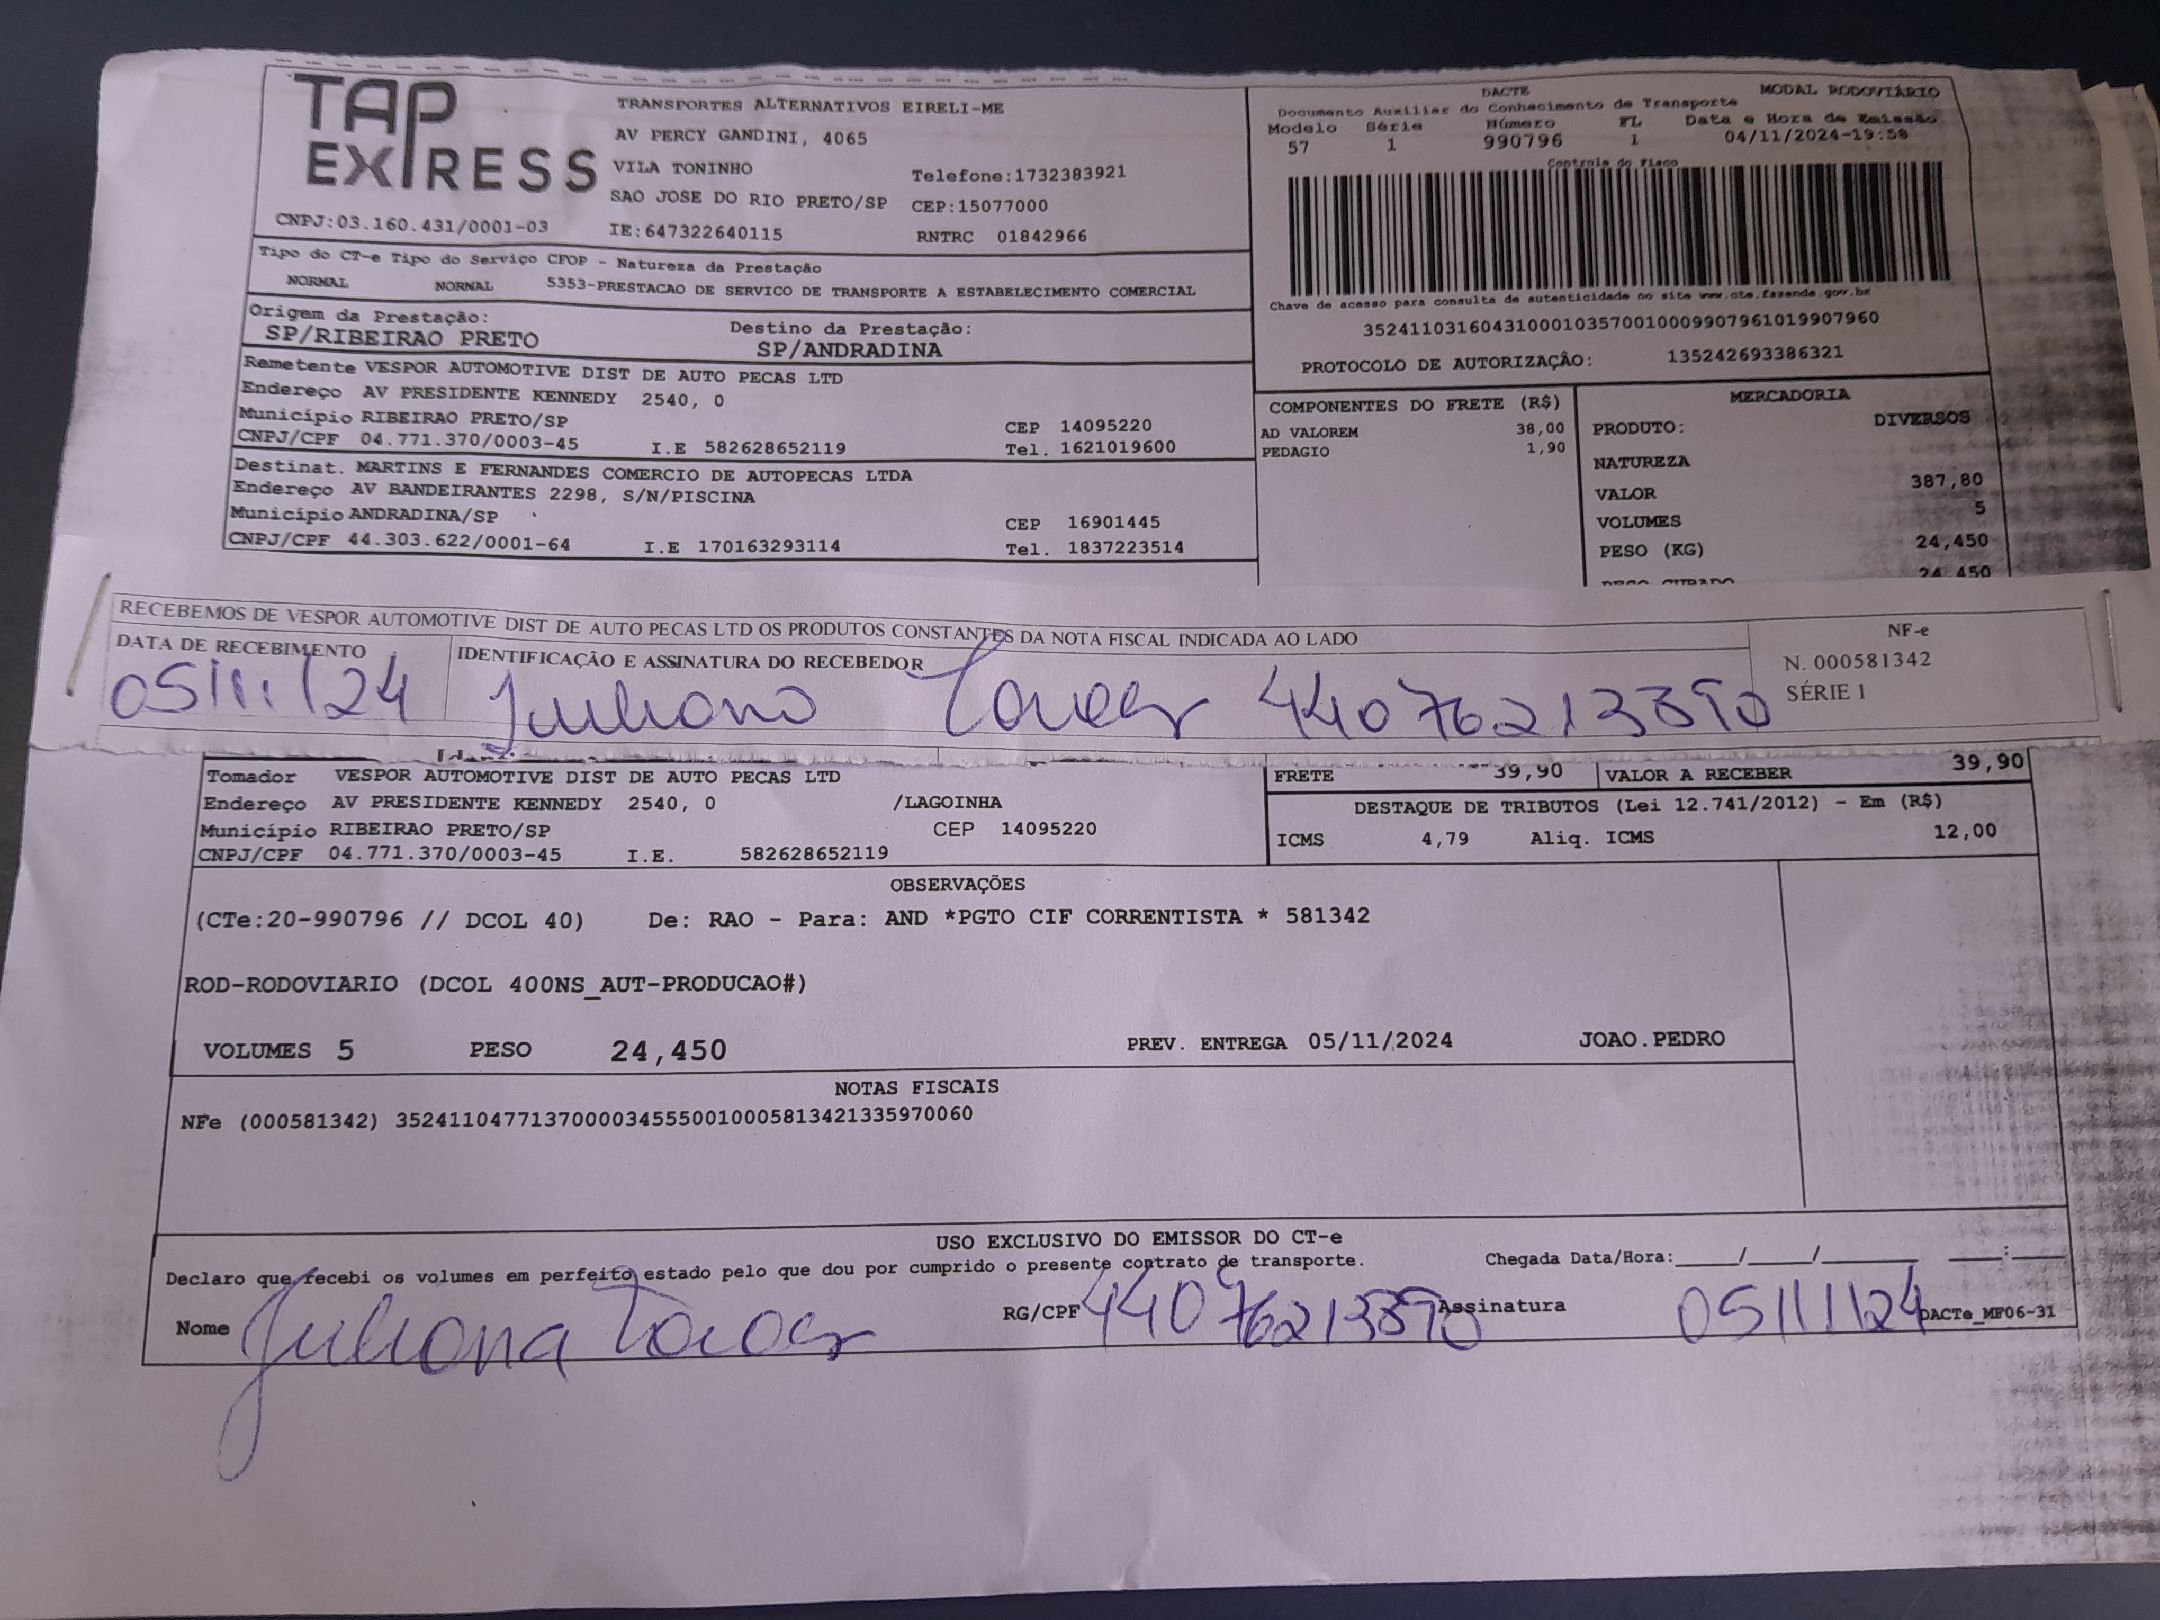 TAP
EXPRESS
TRANSPORTES ALTERNATIVOS EIRELI-ME
AV PERCY GANDINI, 4065
VILA TONINHO
Telefone:1732383921
SAO JOSE DO RIO PRETO/SP CEP:15077000
CNPJ:03.160.431/0001-03 IE:647322640115 RNTRC 01842966
Tipo do CT-e Tipo do Serviço CFOP - Natureza da Prestação
NORMAL NORMAL 5353-PRESTACAO DE SERVICO DE TRANSPORTE A ESTABELECIMENTO COMERCIAL
Origem da Prestação: Destino da Prestação:
SP/RIBEIRAO PRETO SP/ANDRADINA
Remetente VESPOR AUTOMOTIVE DIST DE AUTO PECAS LTD
Endereço AV PRESIDENTE KENNEDY 2540, 0
Município RIBEIRAO PRETO/SP CEP 14095220
CNPJ/CPF 04.771.370/0003-45 I.E 582628652119 Tel. 1621019600
Destinat. MARTINS E FERNANDES COMERCIO DE AUTOPECAS LTDA
Endereço AV BANDEIRANTES 2298, S/N/PISCINA
Município ANDRADINA/SP CEP 16901445
CNPJ/CPF 44.303.622/0001-64 I.E 170163293114 Tel. 1837223514
DACTE MODAL RODOVIÁRIO
Documento Auxiliar do Conhecimento de Transporte
Modelo Série Número FL Data e Hora de Emissão
57 1 990796 1 04/11/2024-19:58
Controle do Fisco
Chave de acesso para consulta de autenticidade no site www.cte.fazenda.gov.br
35241103160431000103570010009907961019907960
PROTOCOLO DE AUTORIZAÇÂO: 135242693386321
COMPONENTES DO FRETE (R$)
AD VALOREM 38,00
PEDAGIO 1,90
MERCADORIA
PRODUTO: DIVERSOS
NATUREZA
VALOR 387,80
VOLUMES 5
PESO (KG) 24,450
PESO CUBADO 24,450
RECEBEMOS DE VESPOR AUTOMOTIVE DIST DE AUTO PECAS LTD OS PRODUTOS CONSTANTES DA NOTA FISCAL INDICADA AO LADO
DATA DE RECEBIMENTO IDENTIFICAÇÃO E ASSINATURA DO RECEBEDOR
05/11/24 Juliana 44076213890
NF-e
N. 000581342
SÉRIE 1
Tomador VESPOR AUTOMOTIVE DIST DE AUTO PECAS LTD
Endereço AV PRESIDENTE KENNEDY 2540, 0 /LAGOINHA
Município RIBEIRAO PRETO/SP CEP 14095220
CNPJ/CPF 04.771.370/0003-45 I.E. 582628652119
FRETE 39,90 VALOR A RECEBER 39,90
DESTAQUE DE TRIBUTOS (Lei 12.741/2012) - Em (R$)
ICMS 4,79 Aliq. ICMS 12,00
OBSERVAÇÕES
(CTe:20-990796 // DCOL 40) De: RAO - Para: AND *PGTO CIF CORRENTISTA * 581342
ROD-RODOVIARIO (DCOL 400NS_AUT-PRODUCAO#)
VOLUMES 5 PESO 24,450 PREV. ENTREGA 05/11/2024 JOAO.PEDRO
NOTAS FISCAIS
NFe (000581342) 35241104771370000345550010005813421335970060
USO EXCLUSIVO DO EMISSOR DO CT-e
Declaro que recebi os volumes em perfeito estado pelo que dou por cumprido o presente contrato de transporte. Chegada Data/Hora:_____/_____/_______ ____:____
Nome Juliana RG/CPF 44076213890 Assinatura 05/11/24 DACTe_MF06-31